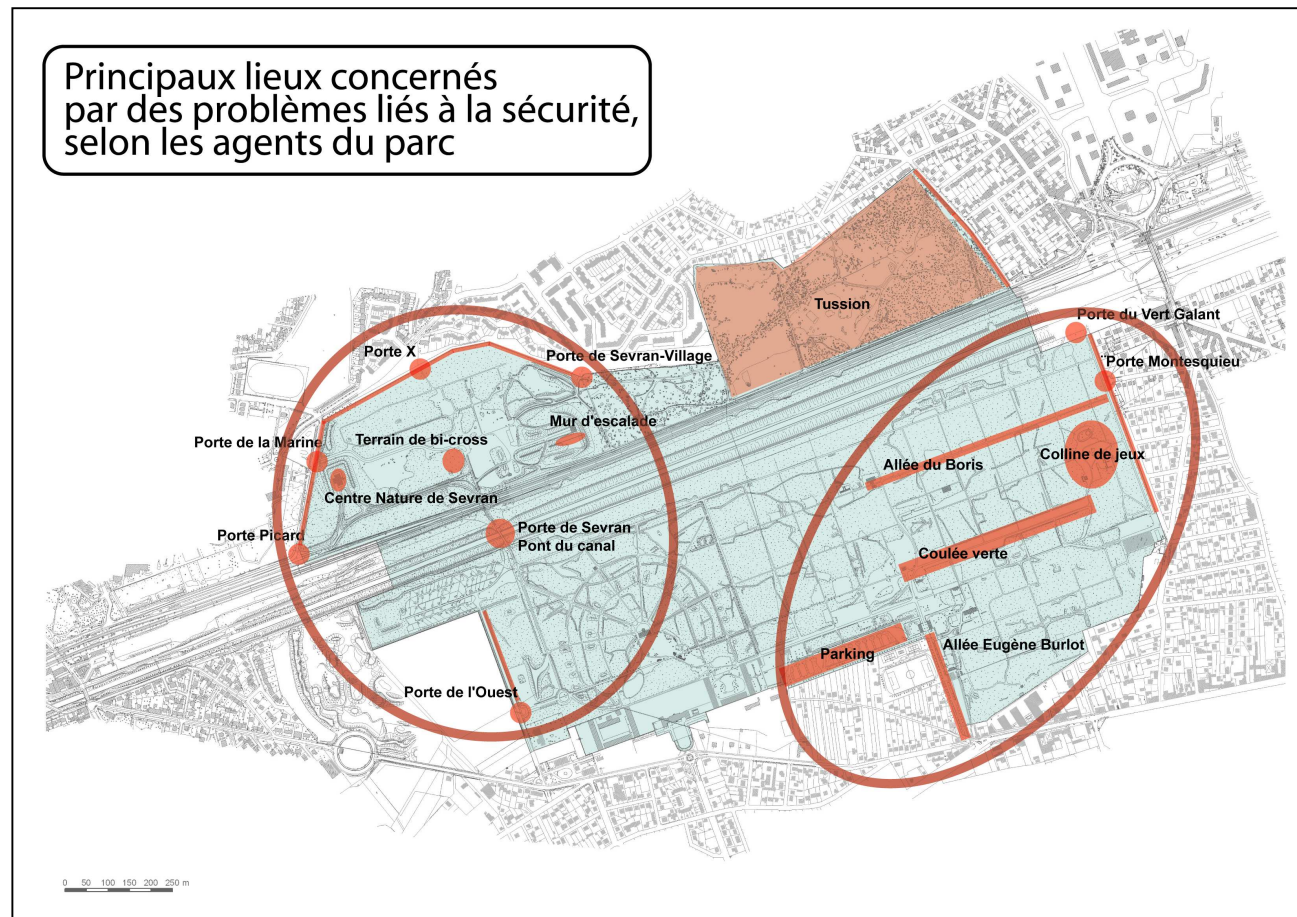 Principaux lieux concernés
par des problèmes liés à la sécurité,
selon les agents du parc
Tussion
Porte du Vert Galant
Porte X
Porte de Sevran-Village
Porte Montesquieu
Mur d'escalade
Porte de la Marine
Terrain de bi-cross
Allée du Boris
Colline de jeux
Centre Nature de Sevran
Porte Picard
Porte de Sevran
Pont du canal
Coulée verte
Parking
Allée Eugène Burlot
Porte de l'Ouest
0 50 100 150 200 250 m